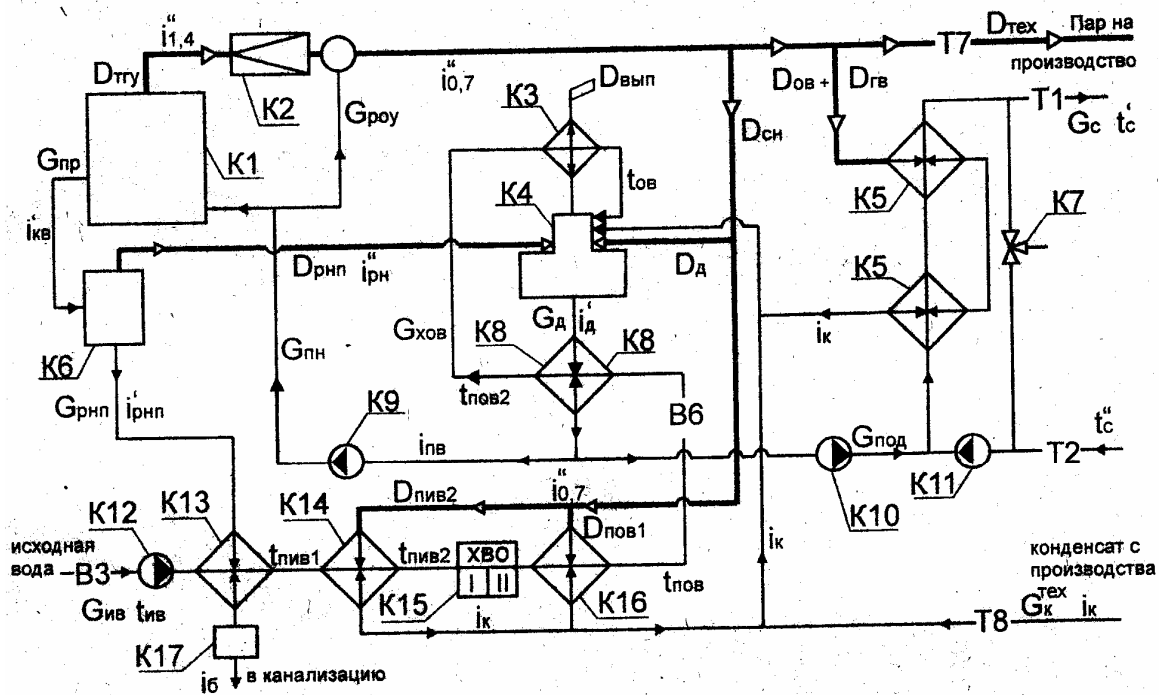 i"1,4
Dтех
Пар на
Т7
производство
Dтгу
К2
i"0,7
Dвып
К3
Dов +
Dгв
Т1
Gс t'с
Gроу
Dсн
Gпр
К1
tов
К4
К5
К7
i'кв
Dрнп i"рн
Dд
К5
Gд i'д
Gхов
К8
К8
iк
К6
Gпн
tпов2
В6
Gрнп i'рнп
К9
t"с
iпв
Gпод
Т2
К10
К11
Dпив2
i"0,7
К12
К13
К14
Dпов1
исходная
вода
В3
tпив1
tпив2
ХВО
I II
tпов
iк
конденсат с
производства
тех
Gив tив
К15
iк
К16
Т8
Gк iк
К17
iб
в канализацию